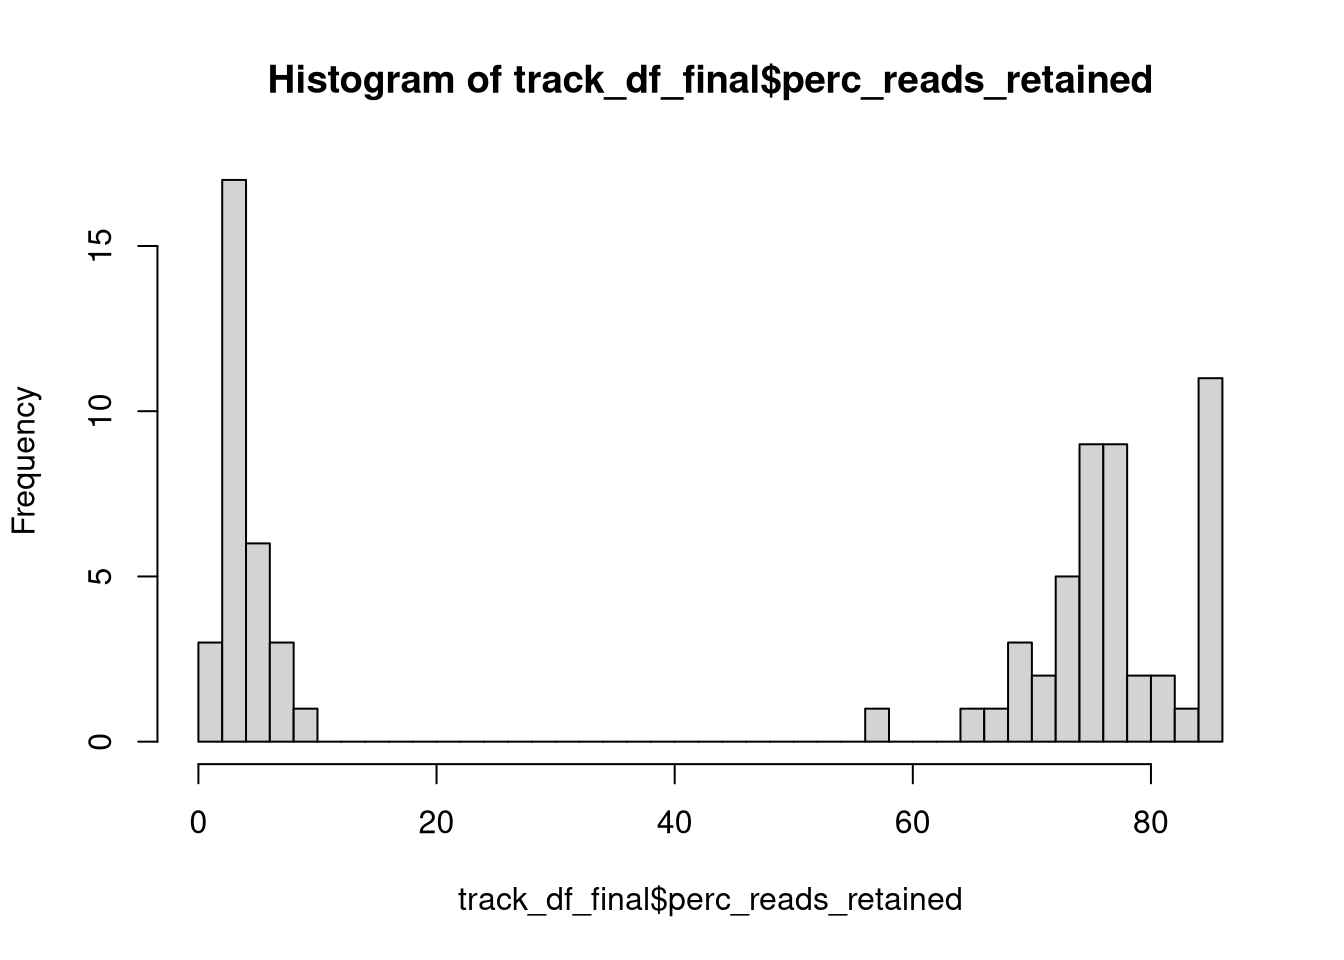 Histogram of track_df_final$perc_reads_retained
Frequency
15
10
5
0
0 20 40 60 80
track_df_final$perc_reads_retained